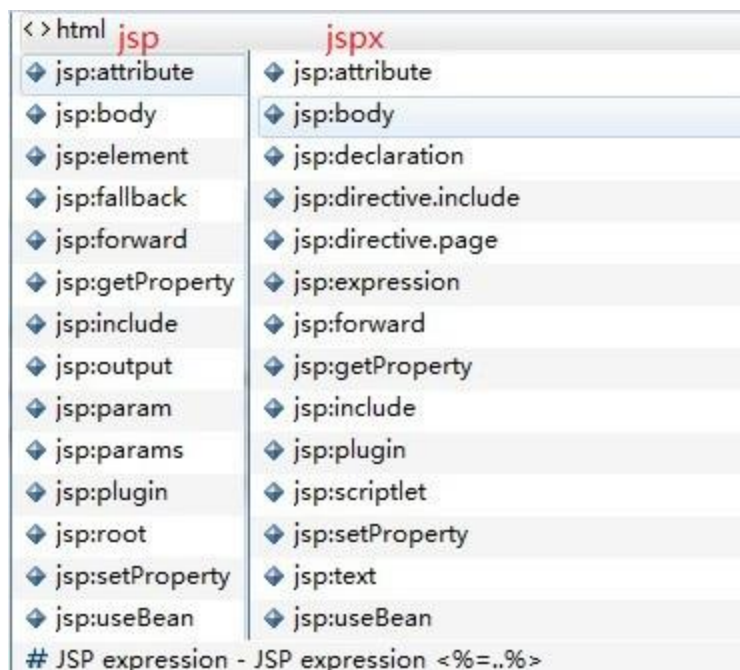 < > html jsp jspx
jsp:attribute
jsp:body
jsp:element
jsp:fallback
jsp:forward
jsp:getProperty
jsp:include
jsp:output
jsp:param
jsp:params
jsp:plugin
jsp:root
jsp:setProperty
jsp:useBean
jsp:attribute
jsp:body
jsp:declaration
jsp:directive.include
jsp:directive.page
jsp:expression
jsp:forward
jsp:getProperty
jsp:include
jsp:plugin
jsp:scriptlet
jsp:setProperty
jsp:text
jsp:useBean
# JSP expression - JSP expression <%=..%>